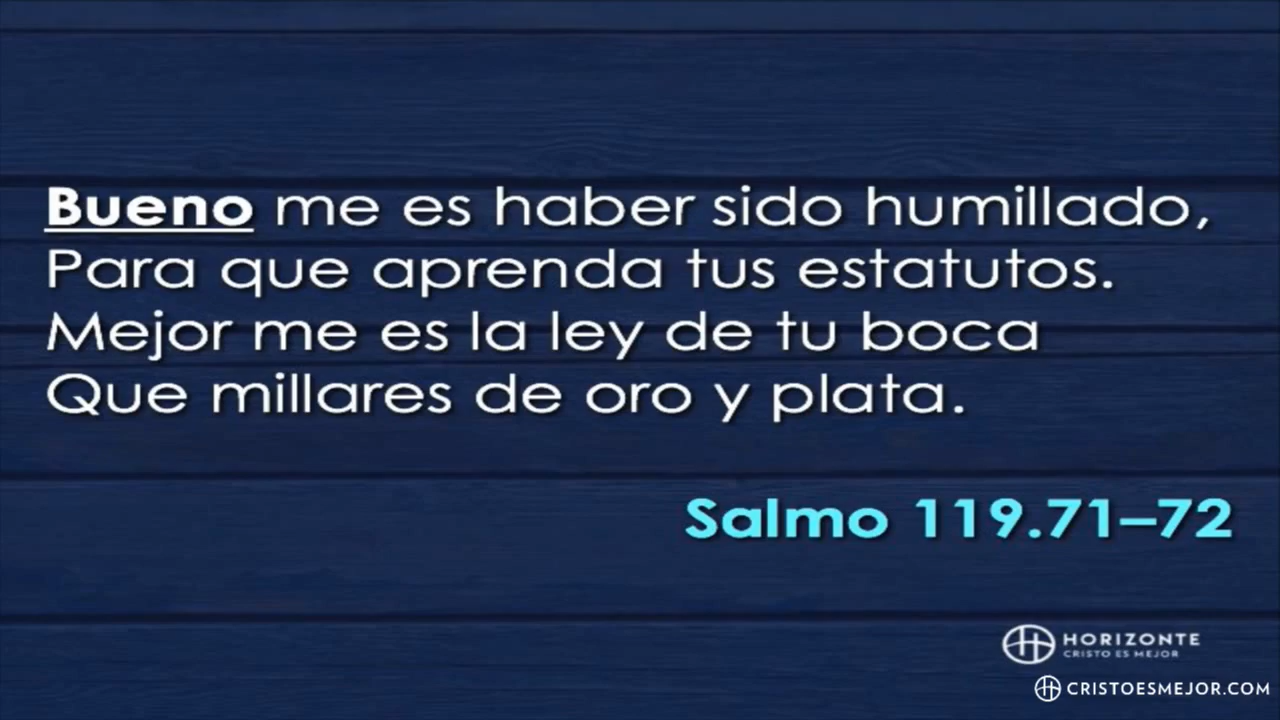 Bueno me es haber sido humillado,
Para que aprenda tus estatutos.
Mejor me es la ley de tu boca
Que millares de oro y plata.
Salmo 119.71–72
HORIZONTE
CRISTO ES MEJOR
CRISTOESMEJOR.COM